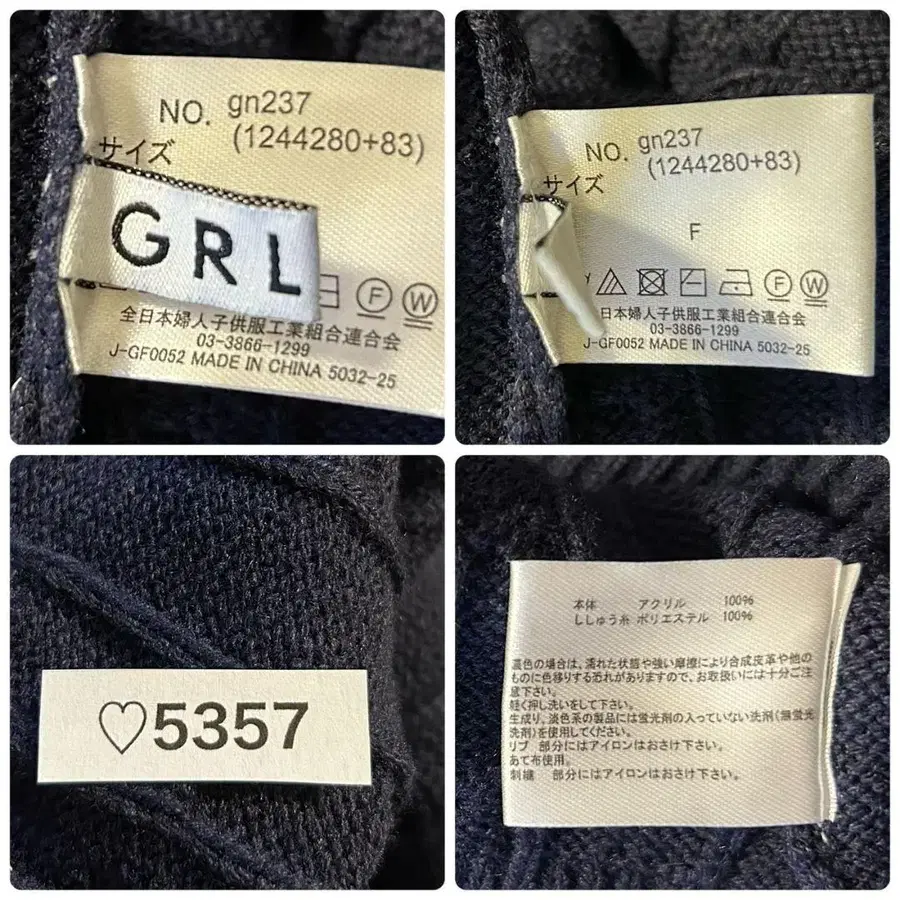 NO. gn237
(1244280+83)
サイズ
GRL
F W
全日本婦人子供服工業組合連合会
03-3866-1299
J-GF0052 MADE IN CHINA 5032-25
NO. gn237
(1244280+83)
サイズ
F
F W
全日本婦人子供服工業組合連合会
03-3866-1299
J-GF0052 MADE IN CHINA 5032-25
♡5357
本体 アクリル 100%
ししゅう糸 ポリエステル 100%
濃色の場合は、濡れた状態や強い摩擦により合成皮革や他の
ものに色移りする恐れがありますので、お取扱いには十分ご注
意下さい。
軽く押し洗いをして下さい。
生成り、淡色系の製品には蛍光剤の入っていない洗剤(無蛍光
洗剤)を使用してください。
リブ 部分にはアイロンはおさけ下さい。
あて布使用。
刺繍 部分にはアイロンはおさけ下さい。